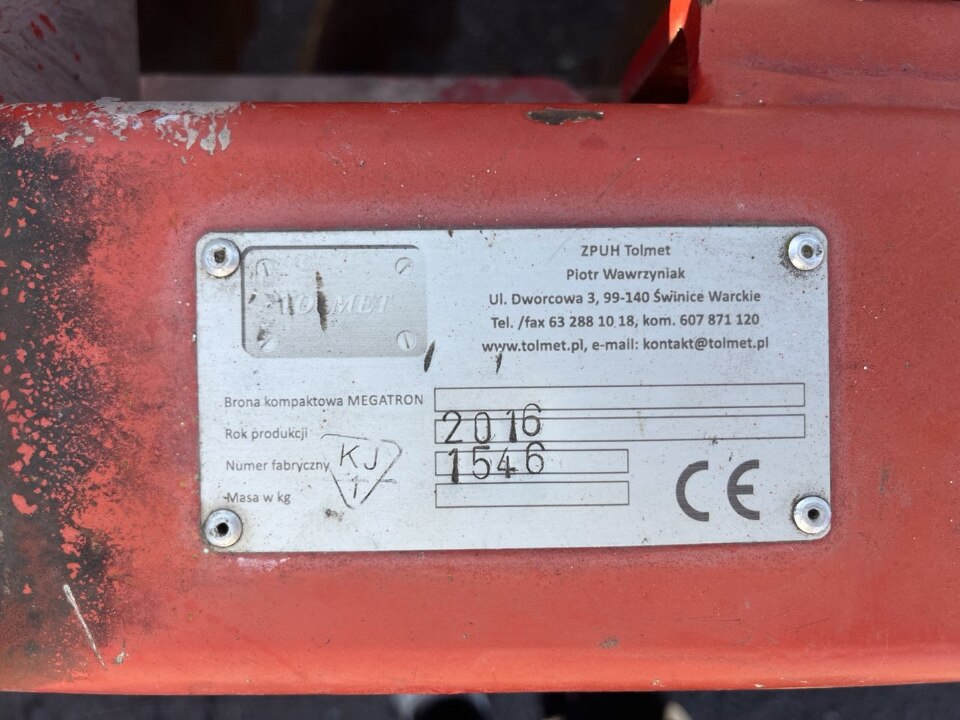 TOLMET
ZPUH Tolmet
Piotr Wawrzyniak
Ul. Dworcowa 3, 99-140 Świnice Warckie
Tel. /fax 63 288 10 18, kom. 607 871 120
www.tolmet.pl, e-mail: kontakt@tolmet.pl
Brona kompaktowa MEGATRON
Rok produkcji 2016
Numer fabryczny 1546
KJ
1
Masa w kg
CE